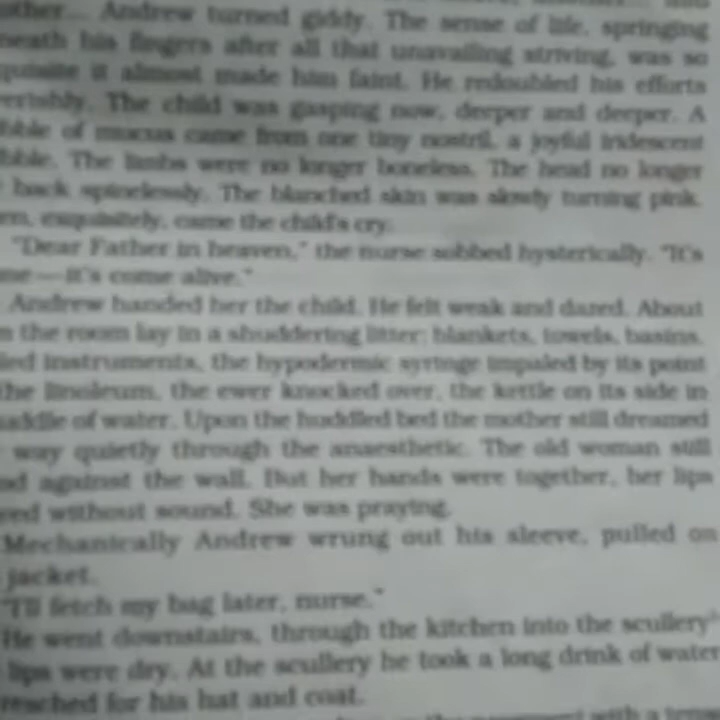 other... Andrew turned giddy. The sense of life, springing
neath his fingers after all that unavailing striving, was so
quisite it almost made him faint. He redoubled his efforts
verishly. The child was gasping now, deeper and deeper. A
bble of mucus came from one tiny nostril, a joyful iridescent
bble. The limbs were no longer boneless. The head no longer
back spinelessly. The blanched skin was slowly turning pink.
en, exquisitely, came the child's cry.
"Dear Father in heaven," the nurse sobbed hysterically. "It's
me—it's come alive."
Andrew handed her the child. He felt weak and dazed. About
the room lay in a shuddering litter: blankets, towels, basins,
led instruments, the hypodermic syringe impaled by its point
the linoleum, the ewer knocked over, the kettle on its side in
uddle of water. Upon the huddled bed the mother still dreamed
way quietly through the anaesthetic. The old woman still
od against the wall. But her hands were together, her lips
ved without sound. She was praying.
Mechanically Andrew wrung out his sleeve, pulled on
jacket.
"I'll fetch my bag later, nurse."
He went downstairs, through the kitchen into the scullery
lips were dry. At the scullery he took a long drink of water
reached for his hat and coat.